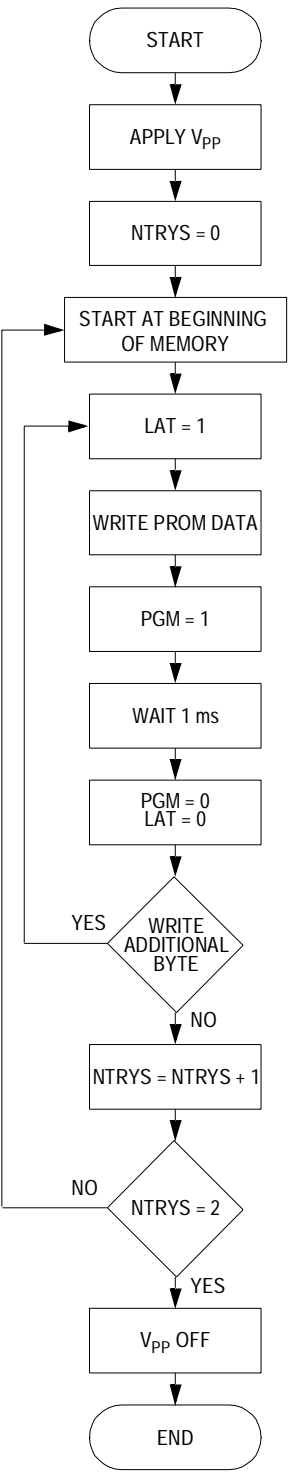 START
APPLY VPP
NTRYS = 0
START AT BEGINNING
OF MEMORY
LAT = 1
WRITE PROM DATA
PGM = 1
WAIT 1 ms
PGM = 0
LAT = 0
YES
WRITE
ADDITIONAL
BYTE
NO
NTRYS = NTRYS + 1
NO
NTRYS = 2
YES
VPP OFF
END